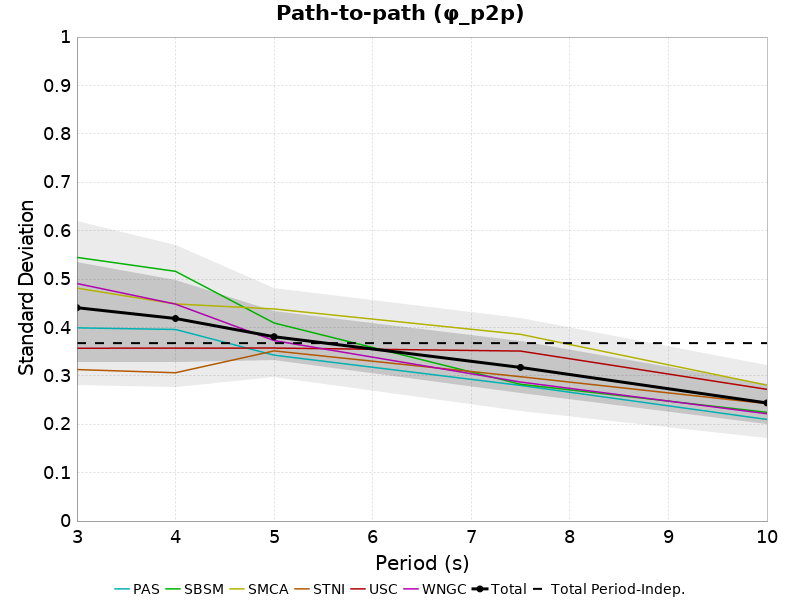 Path-to-path (φ_p2p)
1
0.9
0.8
0.7
0.6
0.5
0.4
0.3
0.2
0.1
0
Standard Deviation
3 4 5 6 7 8 9 10
Period (s)
PAS SBSM SMCA STNI USC WNGC Total Total Period-Indep.